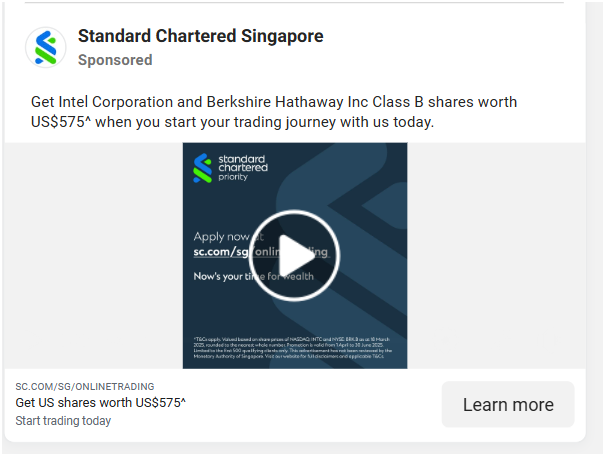 Standard Chartered Singapore
Sponsored
Get Intel Corporation and Berkshire Hathaway Inc Class B shares worth
US$575^ when you start your trading journey with us today.
standard
chartered
priority
Apply now at
sc.com/sg/onlinetrading
Now's your time for wealth
^T&Cs apply. Valued based on share prices of NASDAQ: INTC and NYSE: BRK.B as at 18 March
2025, rounded to the nearest whole number. Promotion is valid from 1 April to 30 June 2025.
Limited to the first 500 qualifying clients only. This advertisement has not been reviewed by the
Monetary Authority of Singapore. Visit our website for full disclaimers and applicable T&Cs.
SC.COM/SG/ONLINETRADING
Get US shares worth US$575^
Start trading today
Learn more